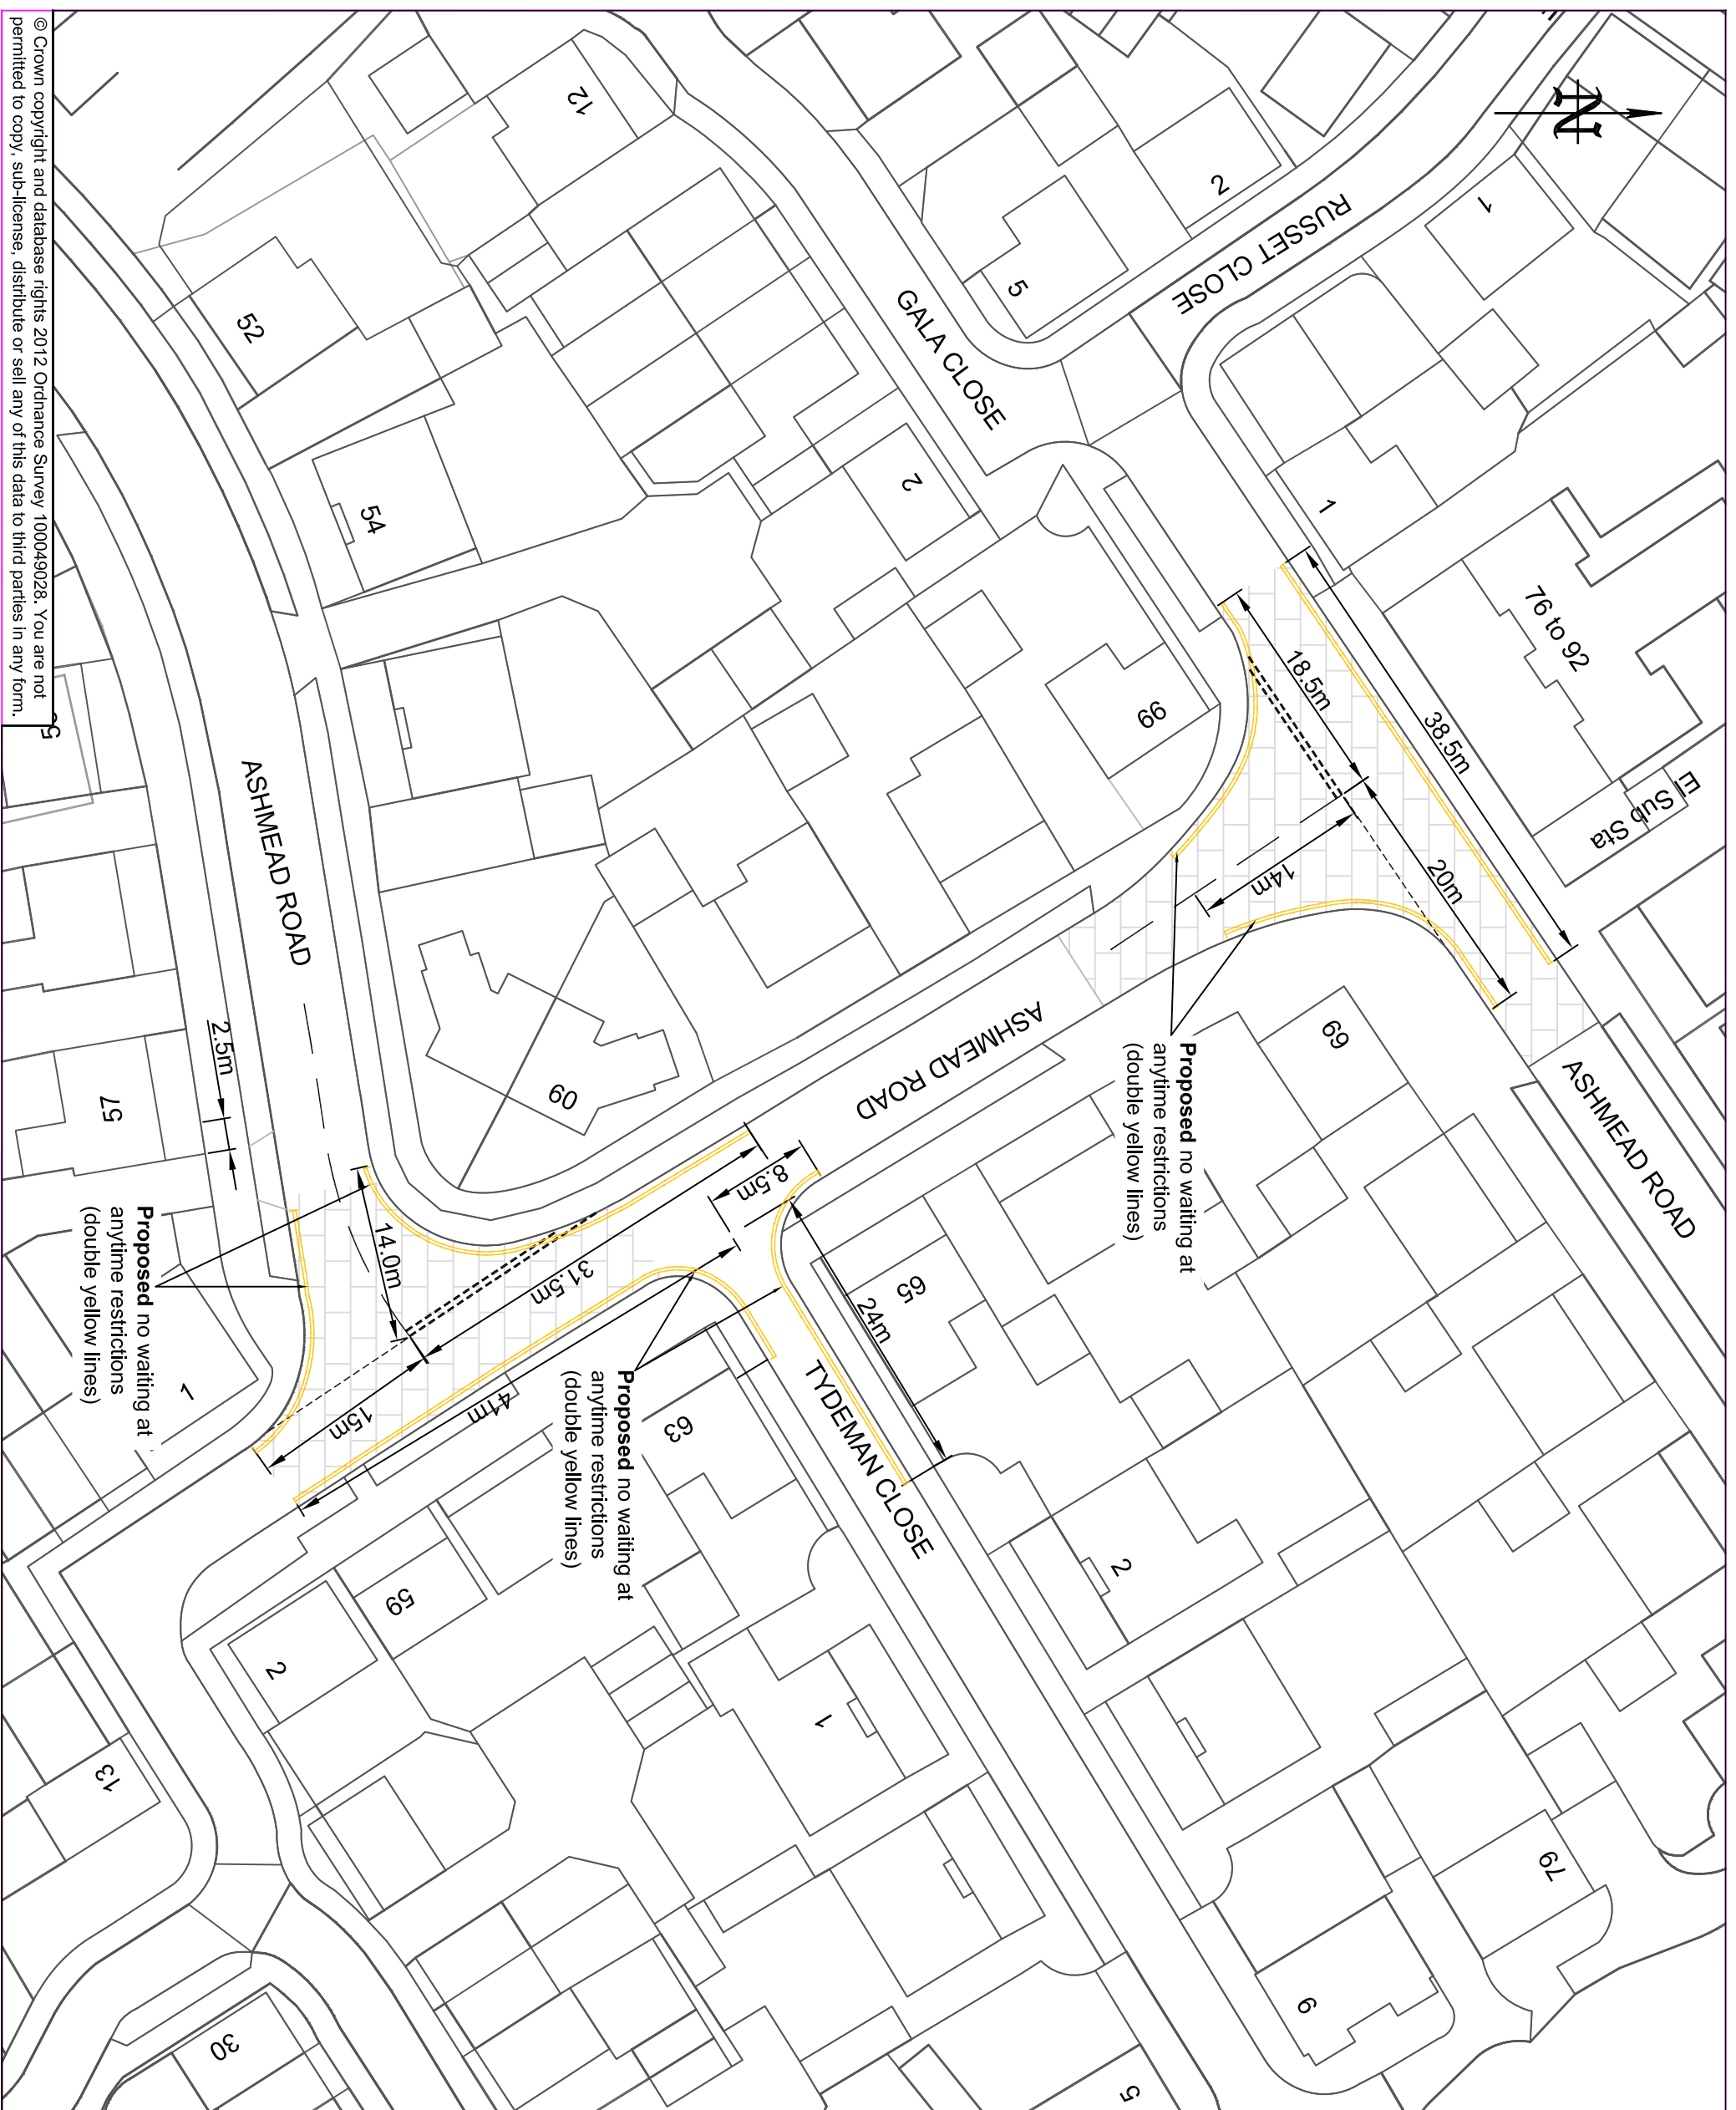 N
RUSSET CLOSE
GALA CLOSE
12
2
5
1
52
54
2
1
76 to 92
El Sub Sta
99
18.5m
38.5m
20m
14m
ASHMEAD ROAD
ASHMEAD ROAD
ASHMEAD ROAD
69
Proposed no waiting at
anytime restrictions
(double yellow lines)
60
57
2.5m
14.0m
31.5m
8.5m
24m
15m
41m
65
63
TYDEMAN CLOSE
Proposed no waiting at
anytime restrictions
(double yellow lines)
Proposed no waiting at
anytime restrictions
(double yellow lines)
1
59
2
2
1
13
79
9
30
5
© Crown copyright and database rights 2012 Ordnance Survey 100049028. You are not
permitted to copy, sub-license, distribute or sell any of this data to third parties in any form.